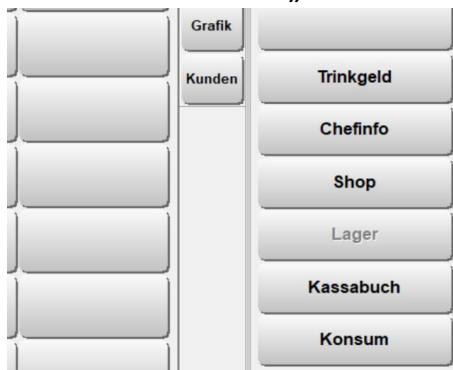 Grafik
Kunden
Trinkgeld
Chefinfo
Shop
Lager
Kassabuch
Konsum